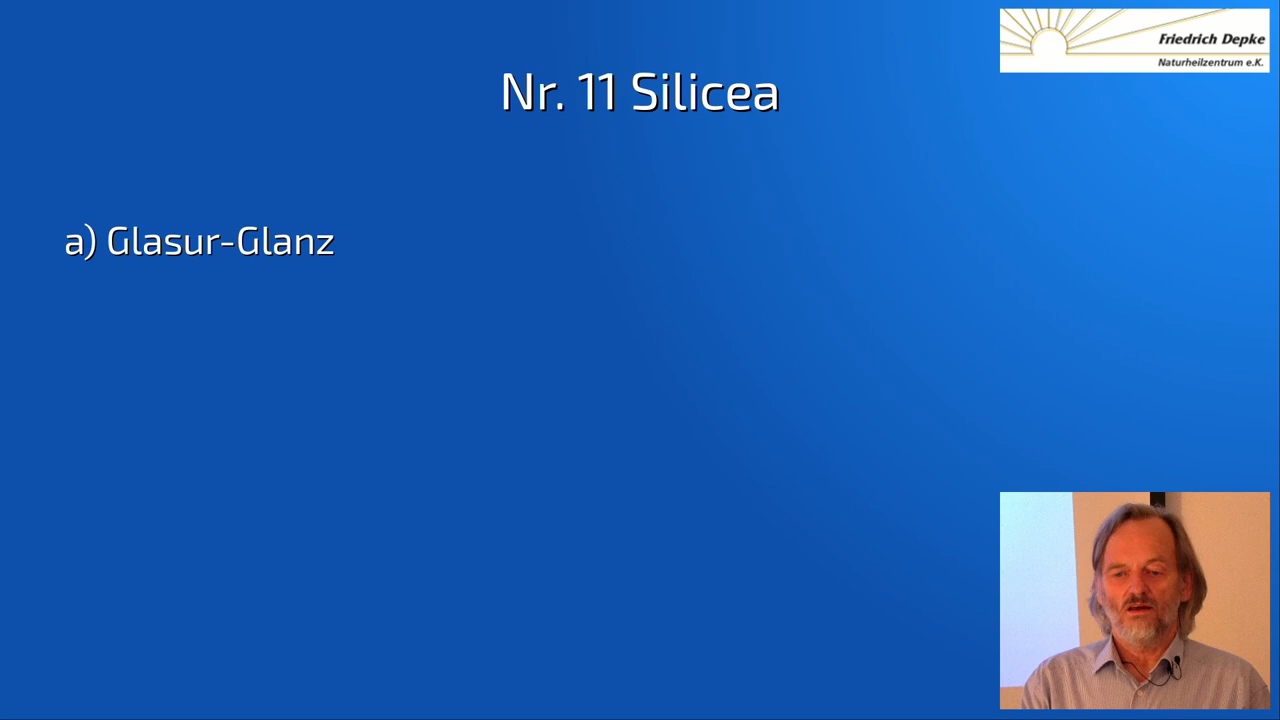 Friedrich Depke
Naturheilzentrum e.K.
Nr. 11 Silicea
a) Glasur-Glanz